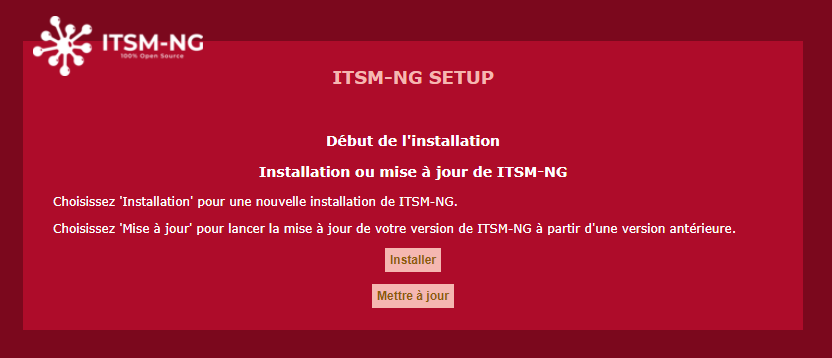 ITSM-NG
100% Open Source
ITSM-NG SETUP
Début de l'installation
Installation ou mise à jour de ITSM-NG
Choisissez 'Installation' pour une nouvelle installation de ITSM-NG.
Choisissez 'Mise à jour' pour lancer la mise à jour de votre version de ITSM-NG à partir d'une version antérieure.
Installer
Mettre à jour